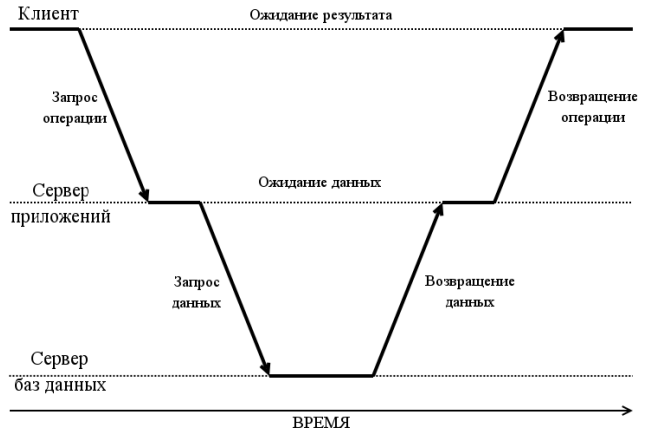 Клиент
Ожидание результата
Запрос
операции
Возвращение
операции
Сервер
приложений
Ожидание данных
Запрос
данных
Возвращение
данных
Сервер
баз данных
ВРЕМЯ